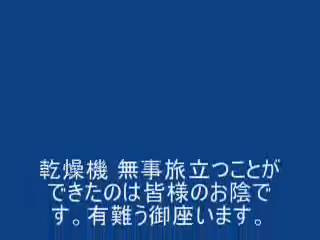 乾燥機 無事旅立つことが
できたのは皆様のお陰で
す。有難う御座います。